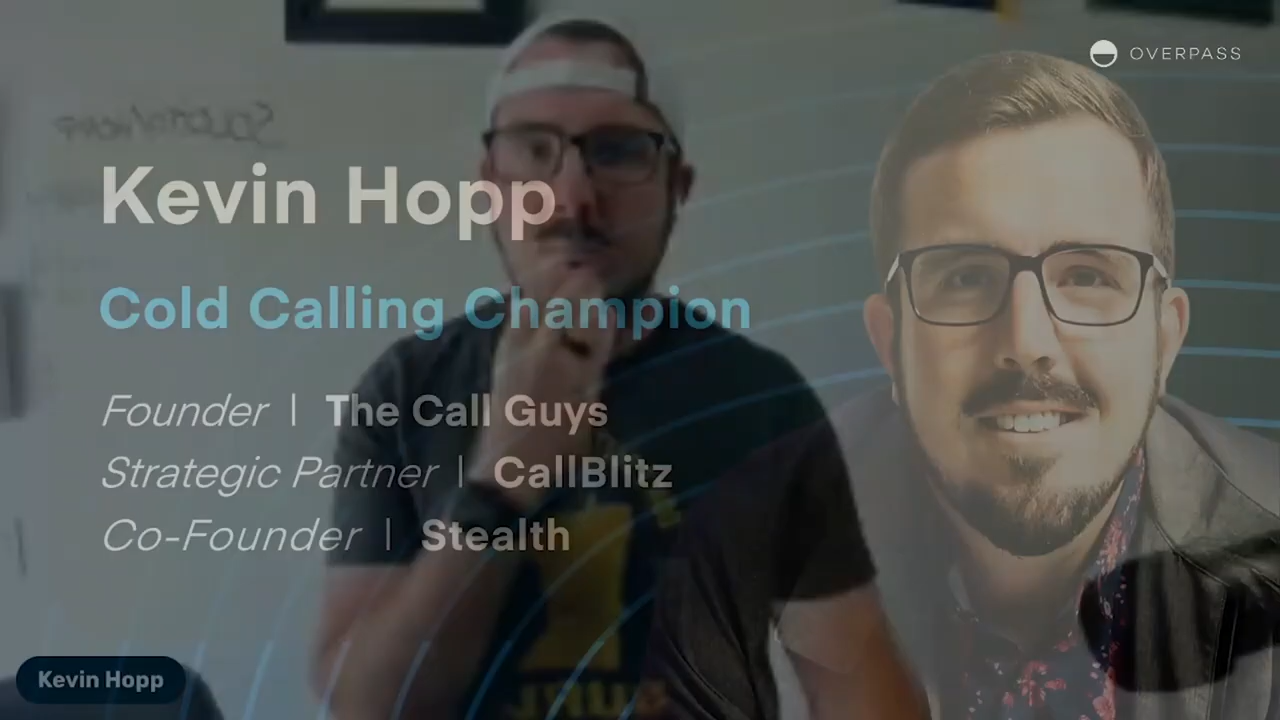 OVERPASS
Kevin Hopp
Cold Calling Champion
Founder | The Call Guys
Strategic Partner | CallBlitz
Co-Founder | Stealth
Kevin Hopp